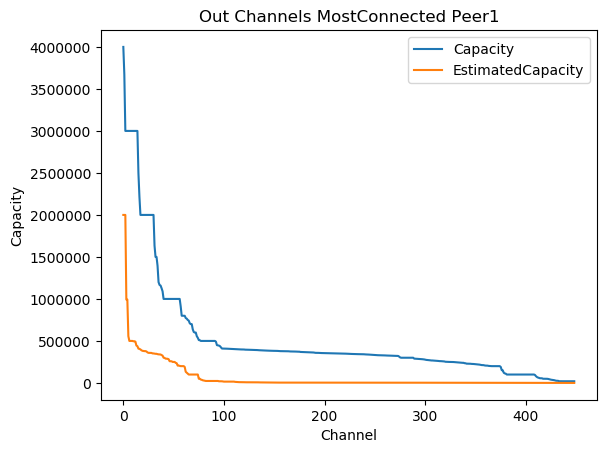 Out Channels MostConnected Peer1
Capacity
EstimatedCapacity
4000000
3500000
3000000
2500000
2000000
1500000
1000000
500000
0
Capacity
0 100 200 300 400
Channel